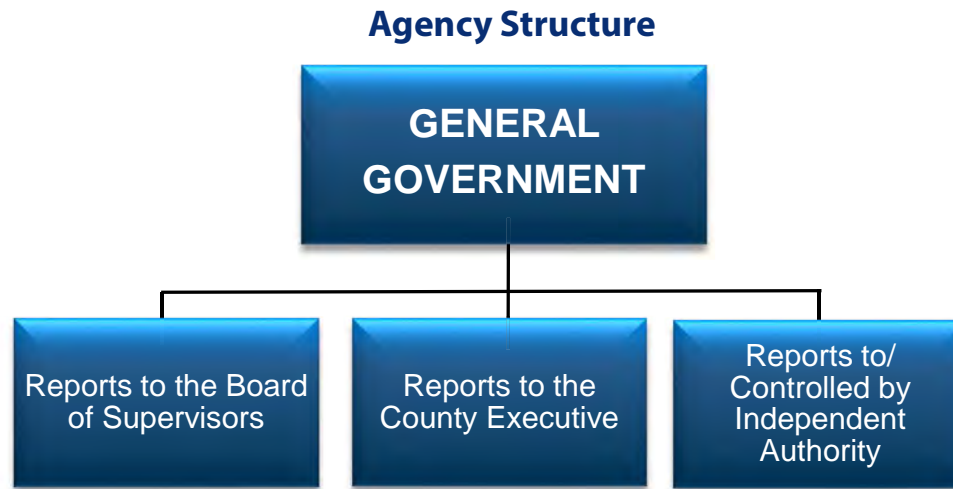 Agency Structure
GENERAL
GOVERNMENT
Reports to the Board
of Supervisors
Reports to the
County Executive
Reports to/
Controlled by
Independent
Authority